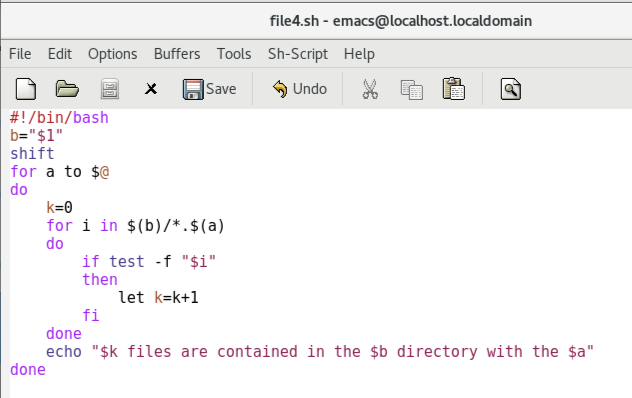 file4.sh - emacs@localhost.localdomain
File Edit Options Buffers Tools Sh-Script Help
Save Undo
#!/bin/bash
b="$1"
shift
for a to $@
do
    k=0
    for i in $(b)/*.$(a)
    do
        if test -f "$i"
        then
            let k=k+1
        fi
    done
    echo "$k files are contained in the $b directory with the $a"
done